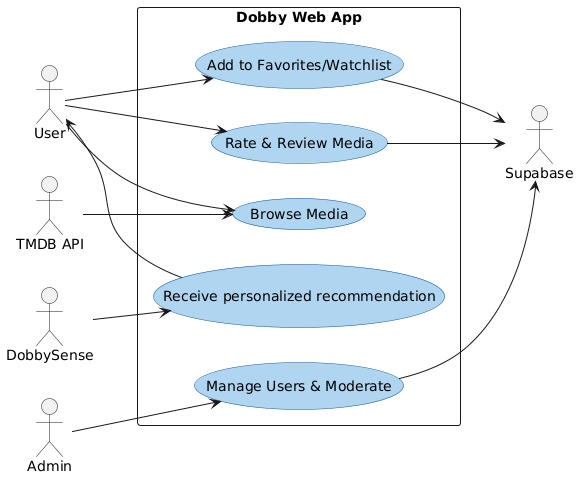 Dobby Web App
Add to Favorites/Watchlist
User
Rate & Review Media
Supabase
Browse Media
TMDB API
Receive personalized recommendation
DobbySense
Manage Users & Moderate
Admin